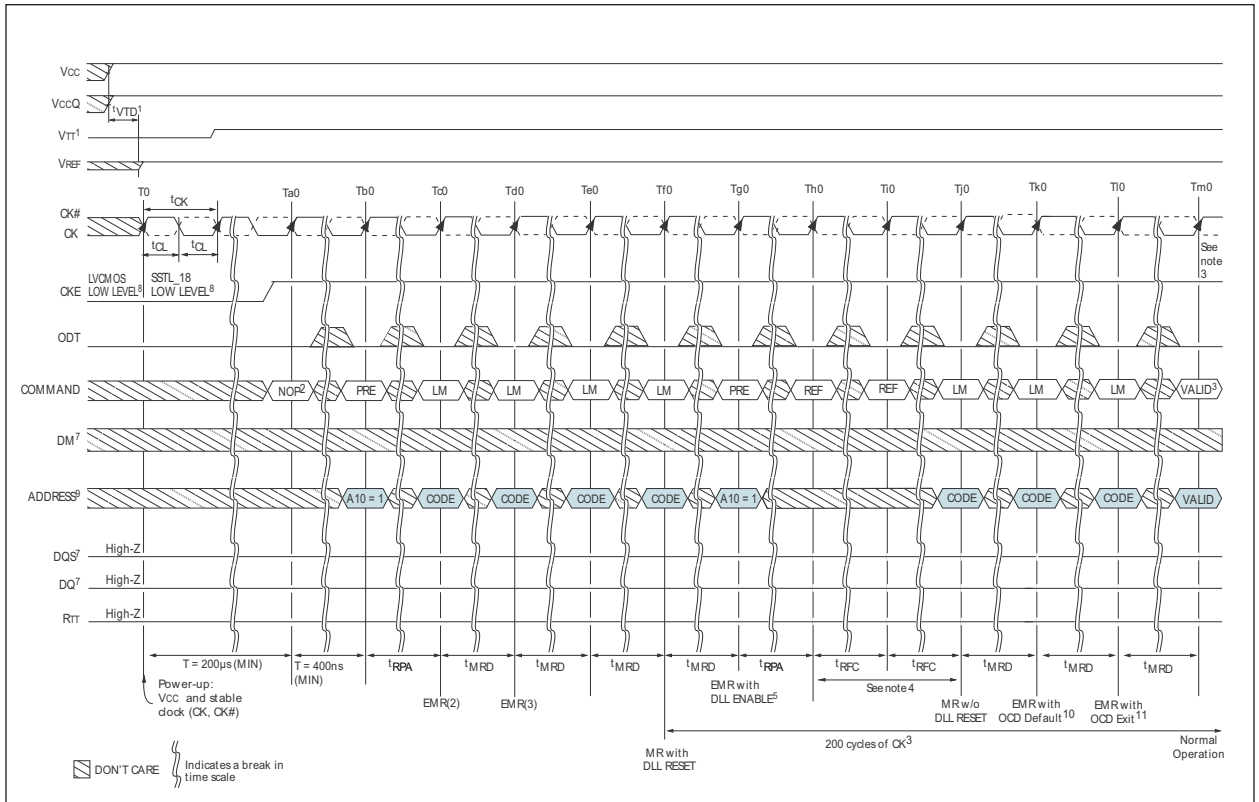 VCC
VCCQ
tVTD1
VTT1
VREF
T0 tCK Ta0 Tb0 Tc0 Td0 Te0 Tf0 Tg0 Th0 Ti0 Tj0 Tk0 Tl0 Tm0
CK#
CK
tCL tCL
See note 3
LVCMOS LOW LEVEL8 SSTL_18 LOW LEVEL8
CKE
ODT
COMMAND NOP2 PRE LM LM LM LM PRE REF REF LM LM LM VALID3
DM7
ADDRESS9 A10 = 1 CODE CODE CODE CODE A10 = 1 CODE CODE CODE VALID
DQS7 High-Z
DQ7 High-Z
RTT High-Z
T = 200µs (MIN) T = 400ns (MIN) tRPA tMRD tMRD tMRD tMRD tRPA tRFC tRFC tMRD tMRD tMRD
See note 4
Power-up:
VCC and stable
clock (CK, CK#)
EMR(2) EMR(3)
EMR with
DLL ENABLE5
MR w/o
DLL RESET
EMR with
OCD Default10
EMR with
OCD Exit11
MR with
DLL RESET
200 cycles of CK3
Normal
Operation
DON'T CARE
Indicates a break in
time scale